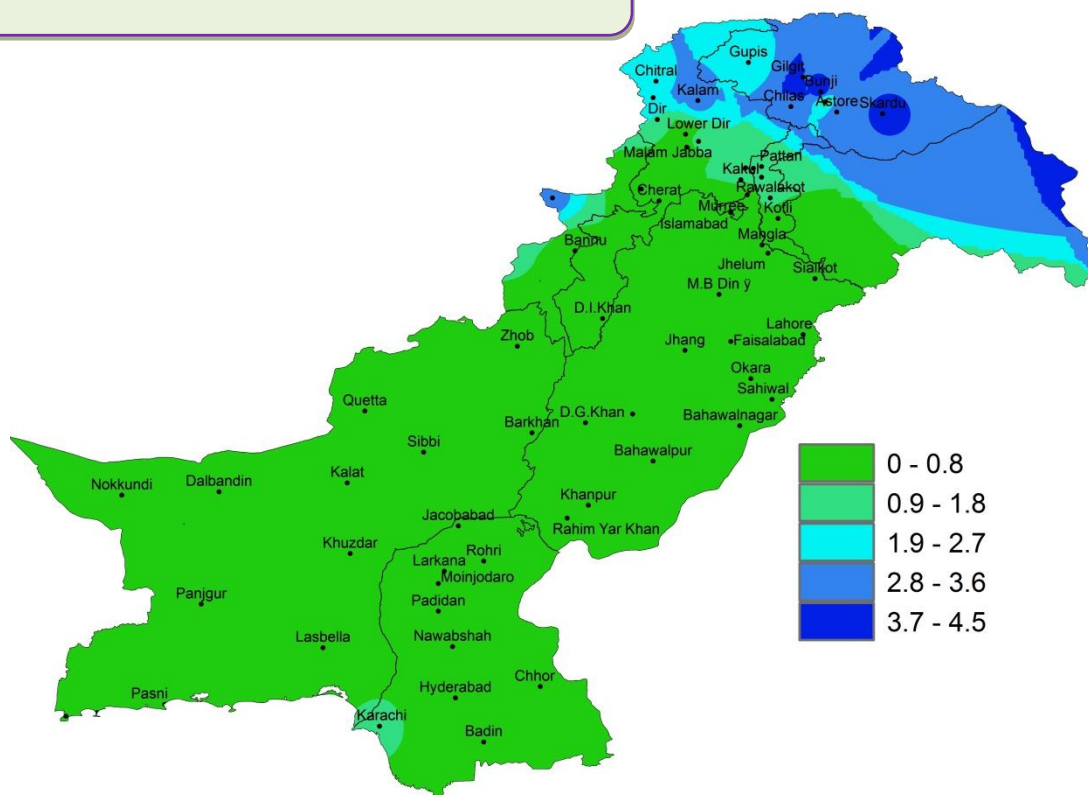 Gupis
Chitral
Gilgit
Bunji
Kalam
Chilas
Astore
Skardu
Dir
Lower Dir
Malam Jabba
Pattan
Kakul
Cherat
Rawalakot
Murree
Kotli
Islamabad
Mangla
Bannu
Jhelum
Sialkot
M.B Din ÿ
D.I.Khan
Lahore
Zhob
Jhang
Faisalabad
Okara
Sahiwal
Quetta
D.G.Khan
Bahawalnagar
Barkhan
Sibbi
Bahawalpur
0 - 0.8
Kalat
Nokkundi
Dalbandin
Khanpur
0.9 - 1.8
Jacobabad
Rahim Yar Khan
1.9 - 2.7
Khuzdar
Rohri
Larkana
Moinjodaro
2.8 - 3.6
Panjgur
Padidan
3.7 - 4.5
Lasbella
Nawabshah
Chhor
Pasni
Hyderabad
Karachi
Badin